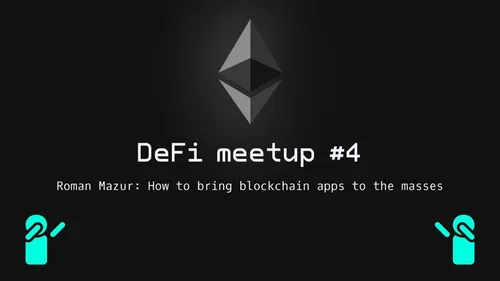 DeFi meetup #4
Roman Mazur: How to bring blockchain apps to the masses